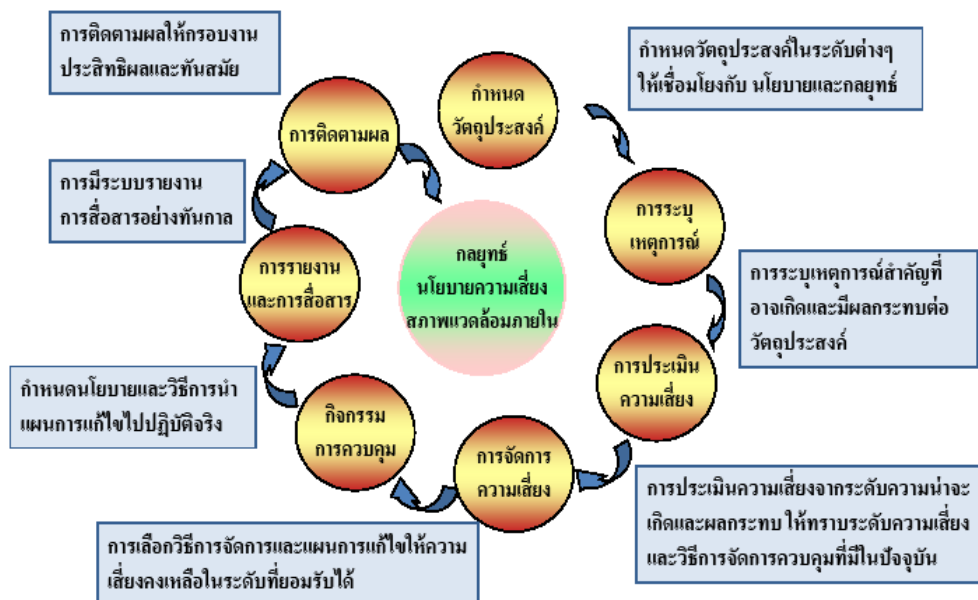 การติดตามผลให้กรอบงาน
ประสิทธิผลและทันสมัย
กำหนดวัตถุประสงค์ในระดับต่างๆ
ให้เชื่อมโยงกับ นโยบายและกลยุทธ์
กำหนด
วัตถุประสงค์
การติดตามผล
การมีระบบรายงาน
การสื่อสารอย่างทันกาล
การระบุ
เหตุการณ์
การรายงาน
และการสื่อสาร
กลยุทธ์
นโยบายความเสี่ยง
สภาพแวดล้อมภายใน
การระบุเหตุการณ์สำคัญที่
อาจเกิดและมีผลกระทบต่อ
วัตถุประสงค์
การประเมิน
ความเสี่ยง
กำหนดนโยบายและวิธีการนำ
แผนการแก้ไขไปปฏิบัติจริง
กิจกรรม
การควบคุม
การจัดการ
ความเสี่ยง
การประเมินความเสี่ยงจากระดับความน่าจะ
เกิดและผลกระทบ ให้ทราบระดับความเสี่ยง
และวิธีการจัดการควบคุมที่มีในปัจจุบัน
การเลือกวิธีการจัดการและแผนการแก้ไขให้ความ
เสี่ยงคงเหลือในระดับที่ยอมรับได้